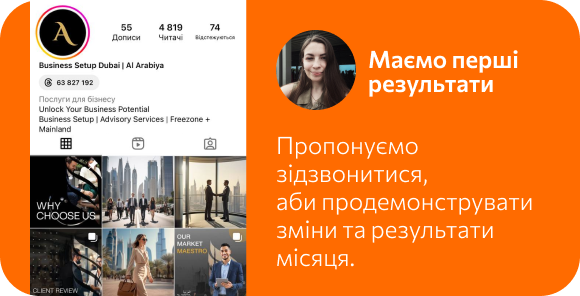 55
4 819
74
Дописи
Читачі
Відстежуються
Business Setup Dubai | Al Arabiya
63 827 192
Послуги для бізнесу
Unlock Your Business Potential
Business Setup | Advisory Services | Freezone +
Mainland
WHY
CHOOSE US
OUR
MARKET
MAESTRO
CLIENT REVIEW
Маємо перші
результати
Пропонуємо
зідзвонитися,
аби продемонструвати
зміни та результати
місяця.